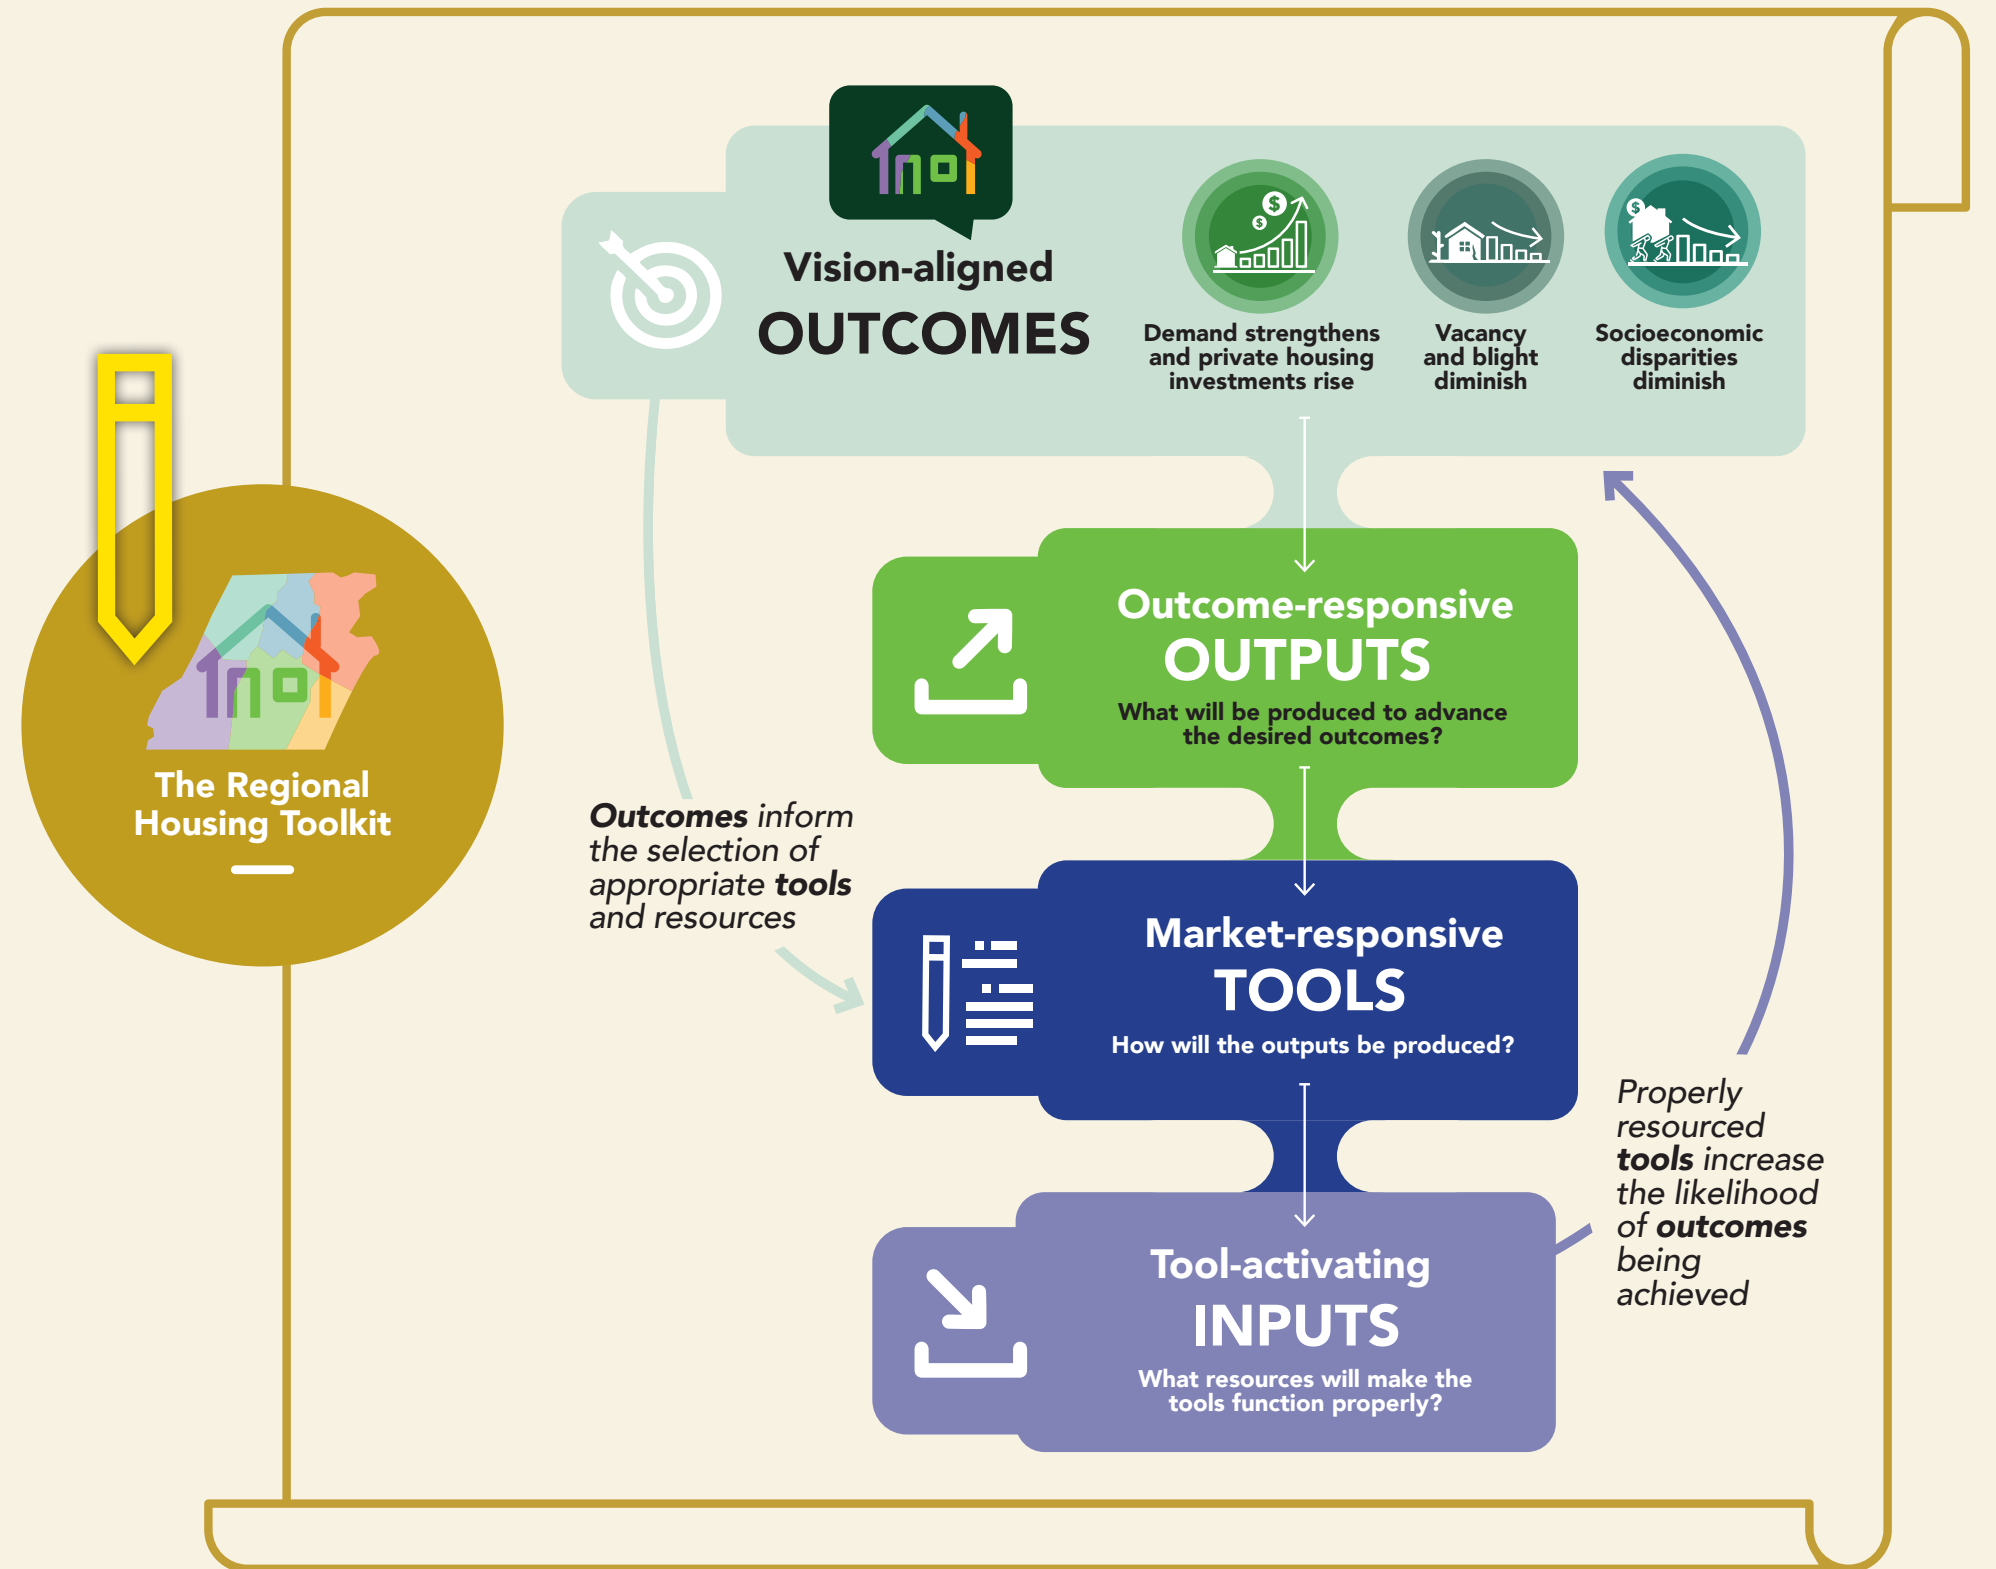 Vision-aligned
OUTCOMES
Demand strengthens
and private housing
investments rise
Vacancy
and blight
diminish
Socioeconomic
disparities
diminish
$
$
$
Outcome-responsive
OUTPUTS
What will be produced to advance
the desired outcomes?
The Regional
Housing Toolkit
Outcomes inform
the selection of
appropriate tools
and resources
Market-responsive
TOOLS
How will the outputs be produced?
Properly
resourced
tools increase
the likelihood
of outcomes
being
achieved
Tool-activating
INPUTS
What resources will make the
tools function properly?